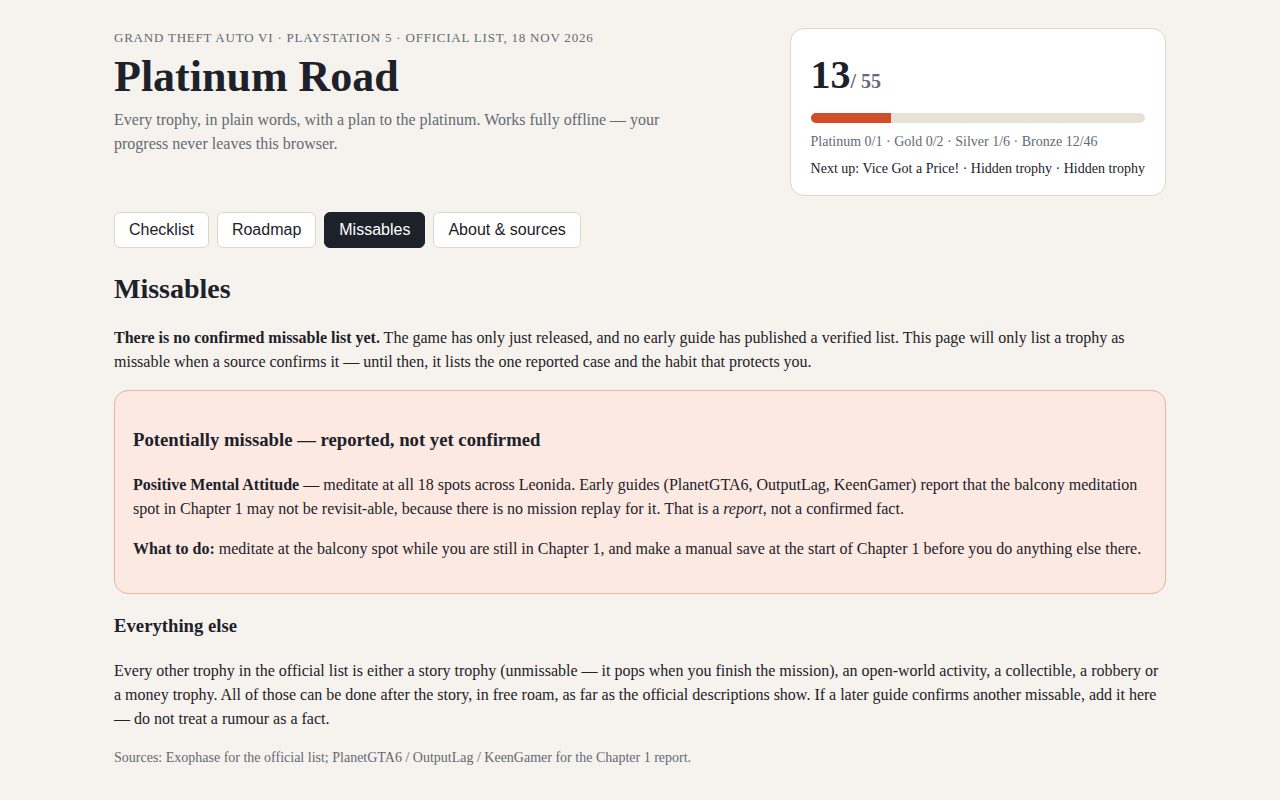 GRAND THEFT AUTO VI · PLAYSTATION 5 · OFFICIAL LIST, 18 NOV 2026
Platinum Road
Every trophy, in plain words, with a plan to the platinum. Works fully offline — your
progress never leaves this browser.
13/ 55
Platinum 0/1 · Gold 0/2 · Silver 1/6 · Bronze 12/46
Next up: Vice Got a Price! · Hidden trophy · Hidden trophy
Checklist
Roadmap
Missables
About & sources
Missables
There is no confirmed missable list yet. The game has only just released, and no early guide has published a verified list. This page will only list a trophy as
missable when a source confirms it — until then, it lists the one reported case and the habit that protects you.
Potentially missable — reported, not yet confirmed
Positive Mental Attitude — meditate at all 18 spots across Leonida. Early guides (PlanetGTA6, OutputLag, KeenGamer) report that the balcony meditation
spot in Chapter 1 may not be revisit-able, because there is no mission replay for it. That is a report, not a confirmed fact.
What to do: meditate at the balcony spot while you are still in Chapter 1, and make a manual save at the start of Chapter 1 before you do anything else there.
Everything else
Every other trophy in the official list is either a story trophy (unmissable — it pops when you finish the mission), an open-world activity, a collectible, a robbery or
a money trophy. All of those can be done after the story, in free roam, as far as the official descriptions show. If a later guide confirms another missable, add it here
— do not treat a rumour as a fact.
Sources: Exophase for the official list; PlanetGTA6 / OutputLag / KeenGamer for the Chapter 1 report.